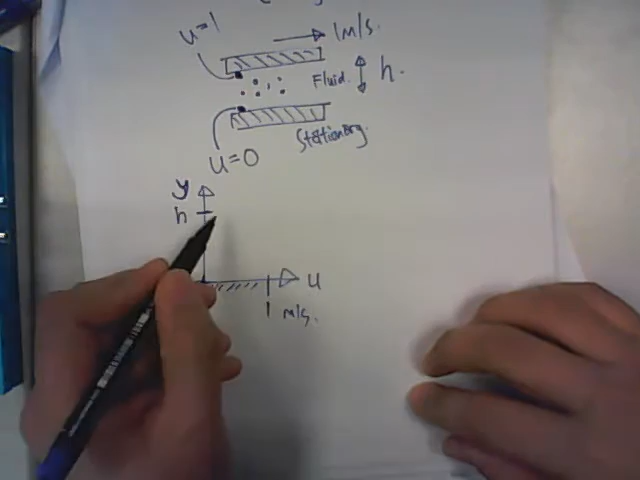 u=1
1m/s.
Fluid.
h.
Stationary.
u=0
y
h
u
1 m/s.